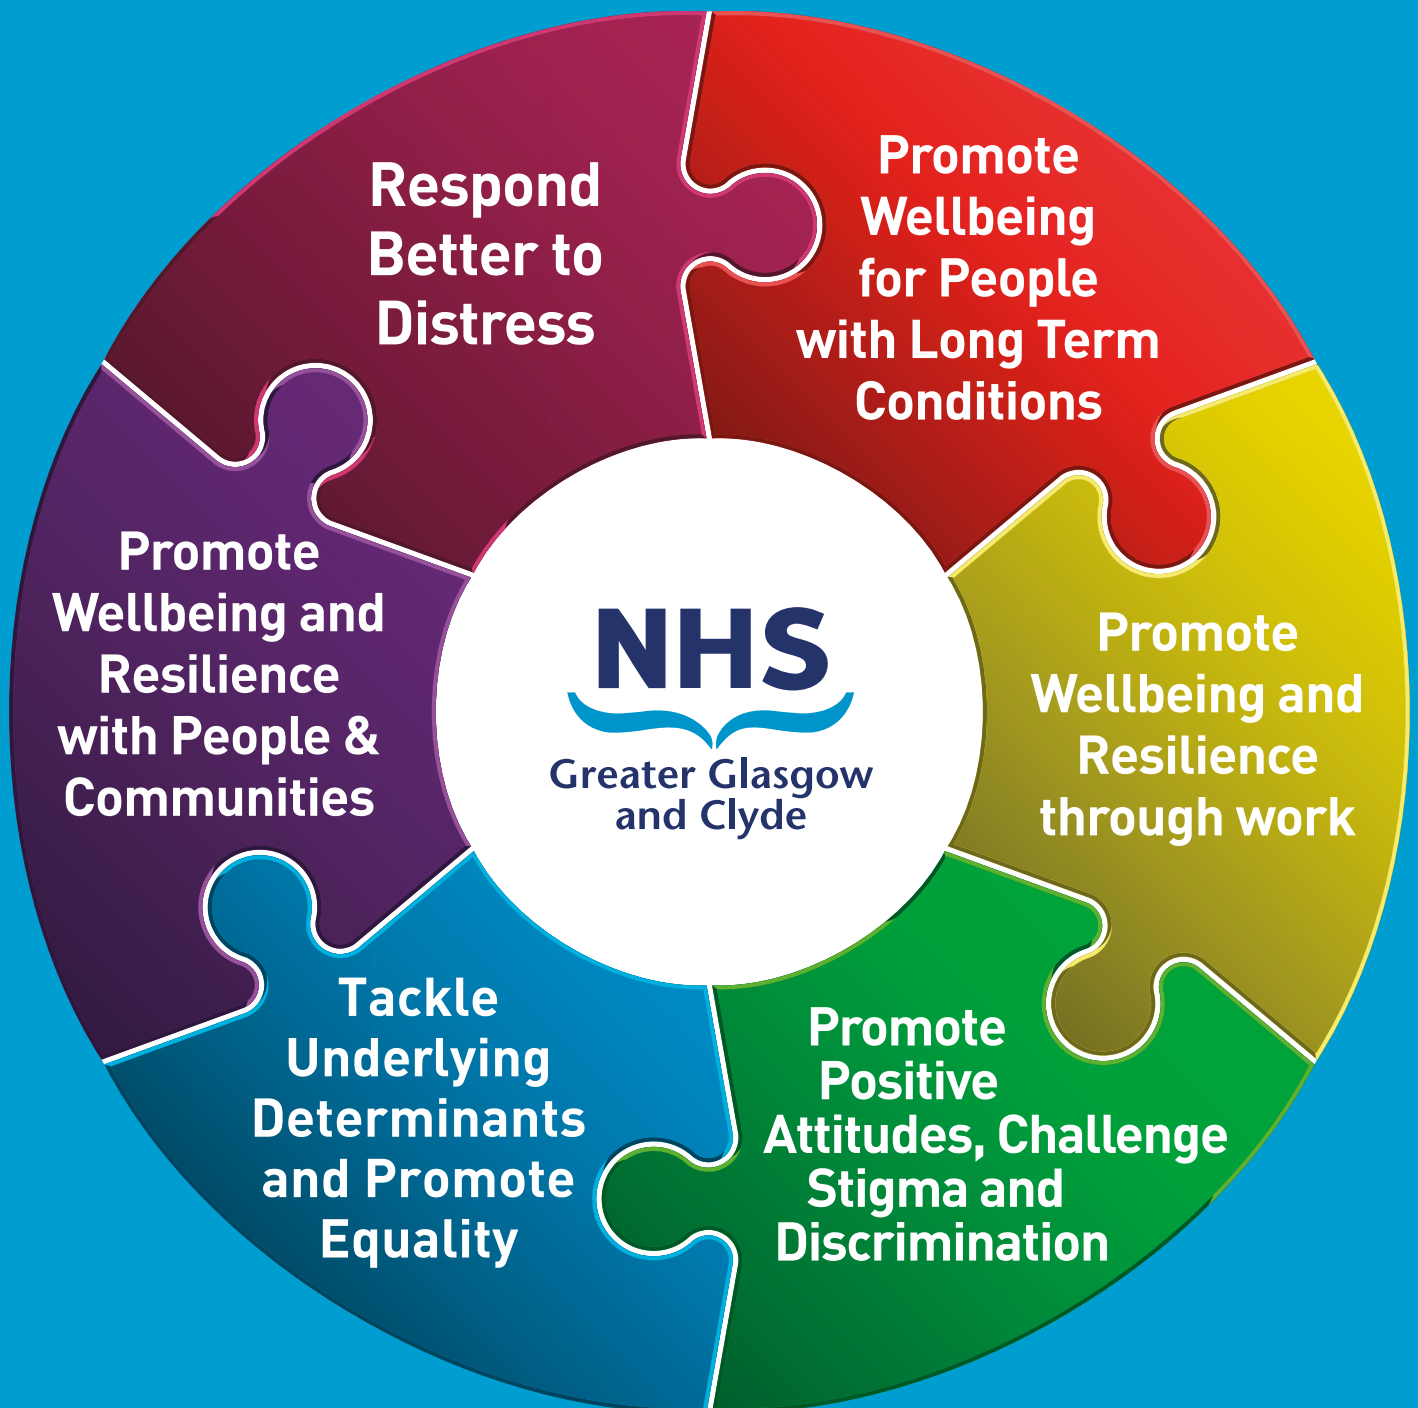 Respond
Better to
Distress
Promote
Wellbeing
for People
with Long Term
Conditions
Promote
Wellbeing and
Resilience
through work
Promote
Positive
Attitudes, Challenge
Stigma and
Discrimination
Tackle
Underlying
Determinants
and Promote
Equality
Promote
Wellbeing and
Resilience
with People &
Communities
NHS
Greater Glasgow
and Clyde